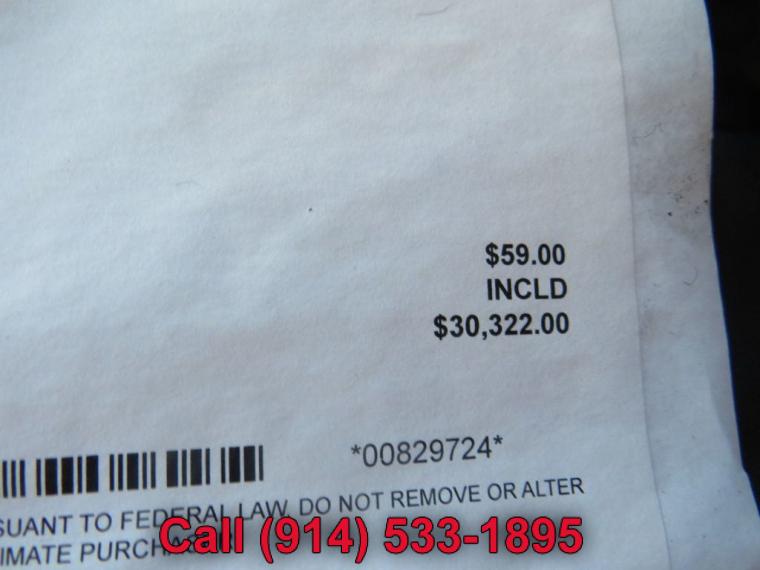 $59.00
INCLD
$30,322.00
*00829724*
SUANT TO FEDERAL LAW, DO NOT REMOVE OR ALTER
IMATE PURCHASER
Call (914) 533-1895